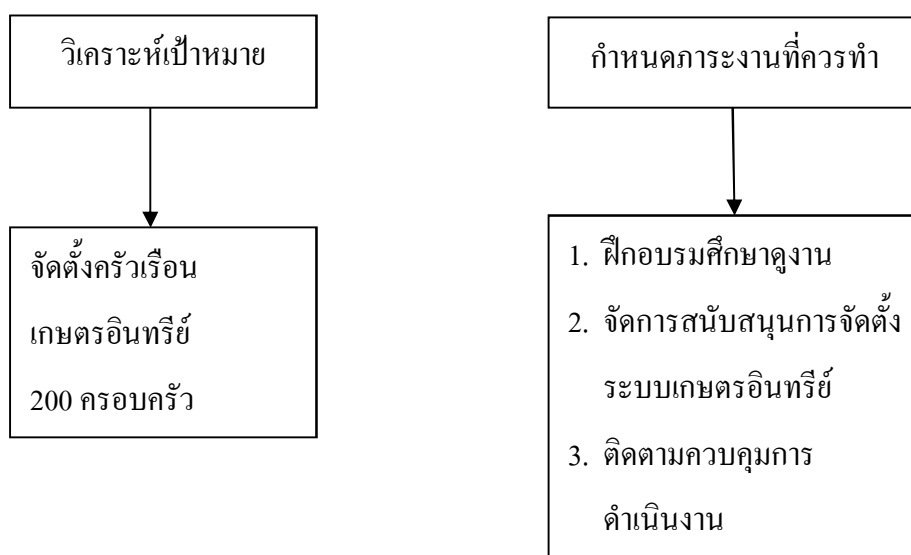 วิเคราะห์เป้าหมาย
กำหนดภาระงานที่ควรทำ
จัดตั้งครัวเรือน
เกษตรอินทรีย์
200 ครอบครัว
1. ฝึกอบรมศึกษาดูงาน
2. จัดการสนับสนุนการจัดตั้ง
ระบบเกษตรอินทรีย์
3. ติดตามควบคุมการ
ดำเนินงาน